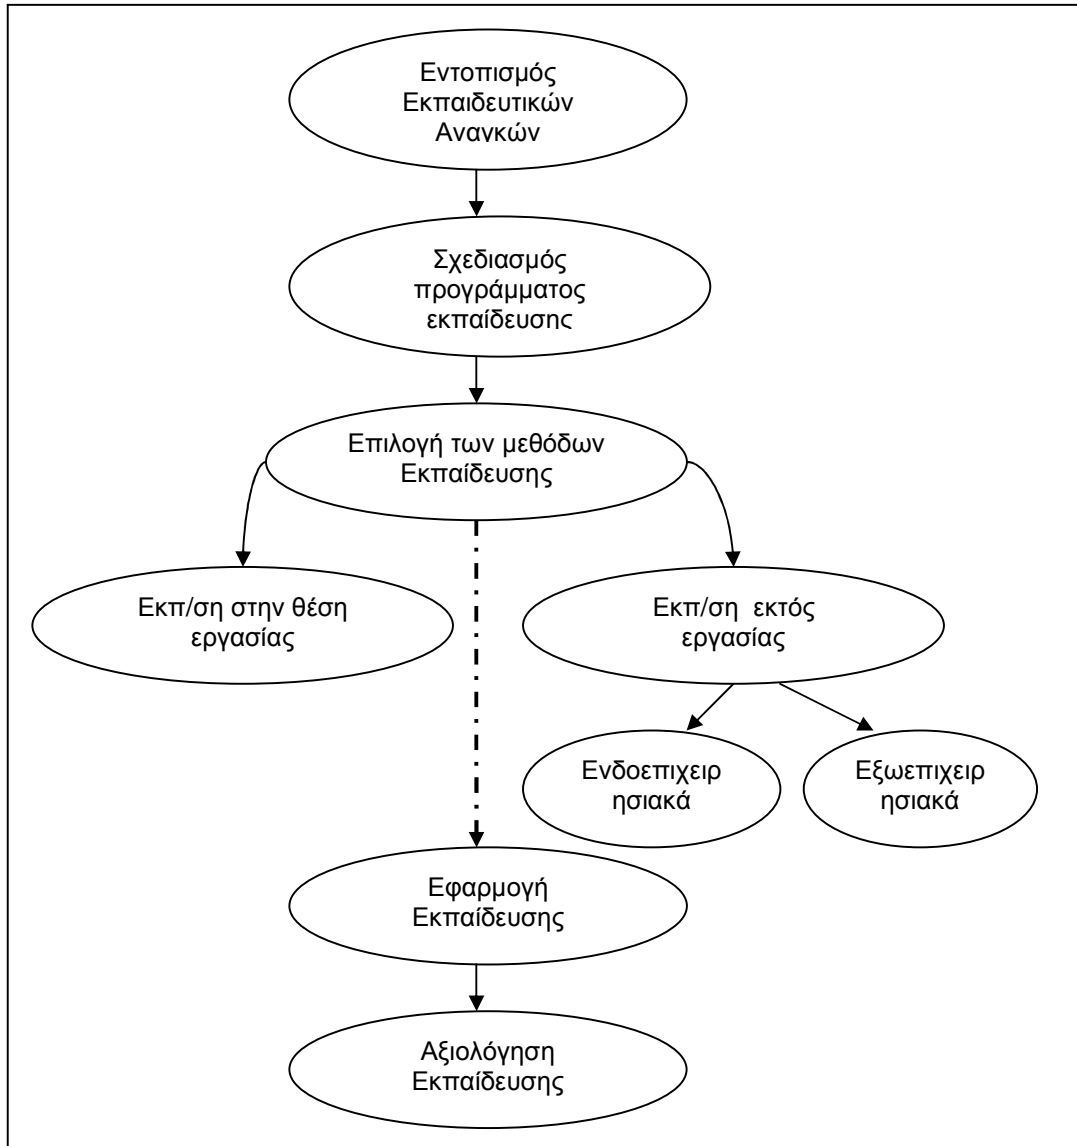 Εντοπισμός
Εκπαιδευτικών
Αναγκών
Σχεδιασμός
προγράμματος
εκπαίδευσης
Επιλογή των μεθόδων
Εκπαίδευσης
Εκπ/ση στην θέση
εργασίας
Εκπ/ση εκτός
εργασίας
Ενδοεπιχειρ
ησιακά
Εξωεπιχειρ
ησιακά
Εφαρμογή
Εκπαίδευσης
Αξιολόγηση
Εκπαίδευσης